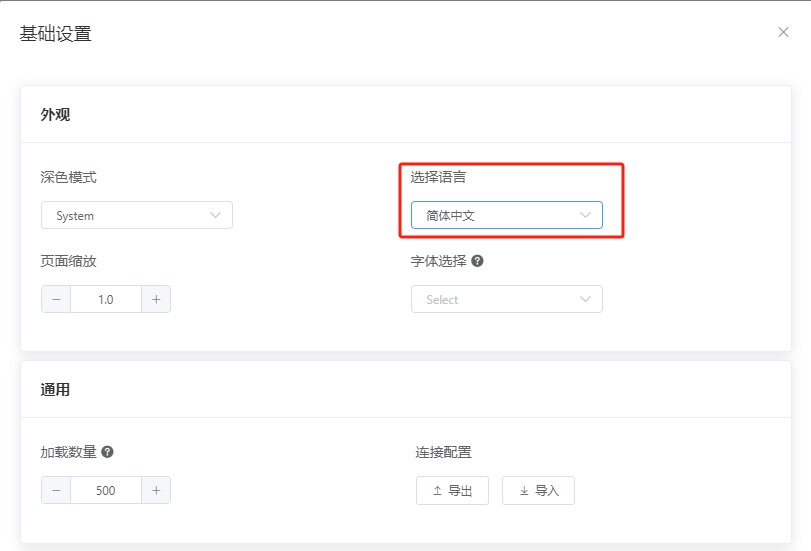 基础设置
外观
深色模式
选择语言
System
简体中文
页面缩放
字体选择
1.0
Select
通用
加载数量
连接配置
500
导出
导入